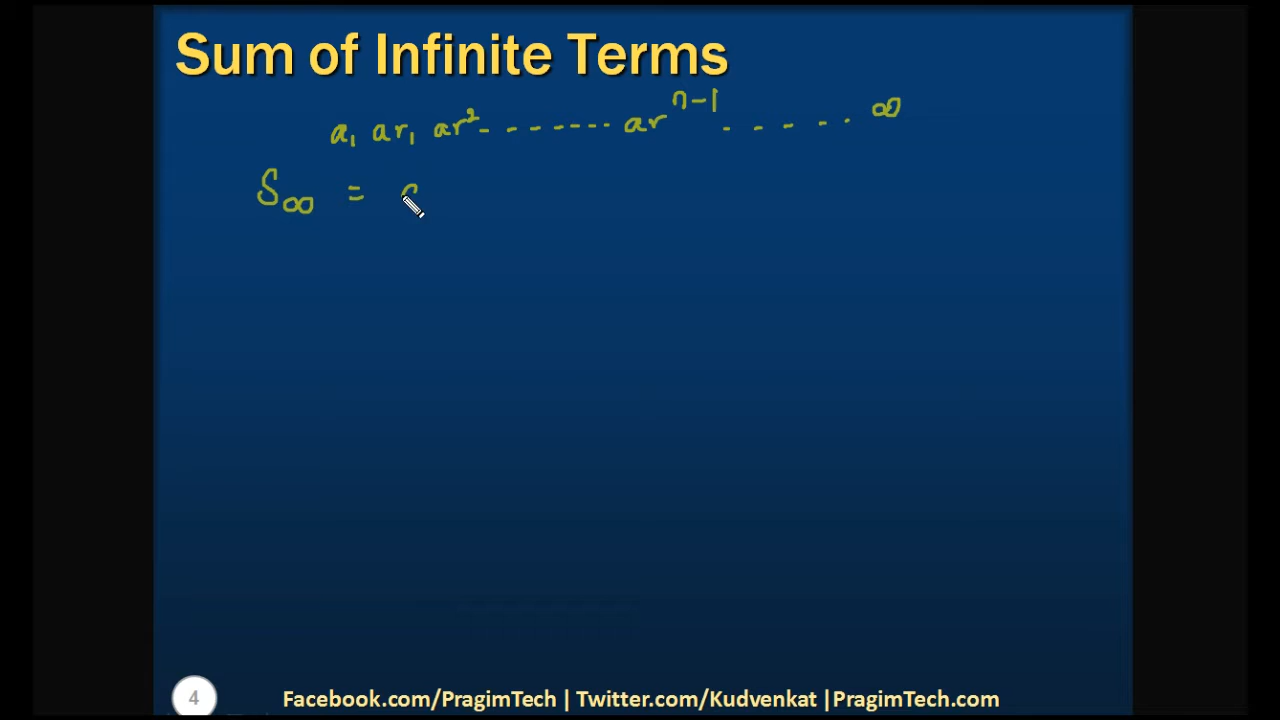 Sum of Infinite Terms
a, ar, ar² - - - - - - - ar^(n-1) - - - - - - ∞
S∞ =
4 Facebook.com/PragimTech | Twitter.com/Kudvenkat |PragimTech.com